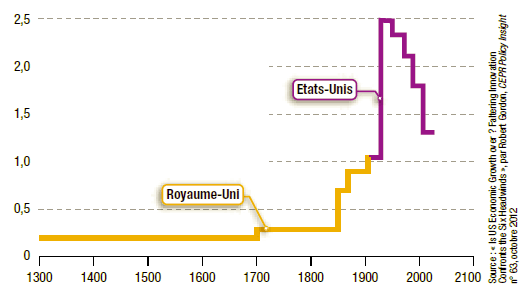 2,5
2,0
1,5
1,0
0,5
0
Etats-Unis
Royaume-Uni
1300 1400 1500 1600 1700 1800 1900 2000 2100
Source : « Is US Economic Growth over ? Faltering Innovation
Confronts the Six Headwinds », par Robert Gordon, CEPR Policy Insight
n° 63, octobre 2012